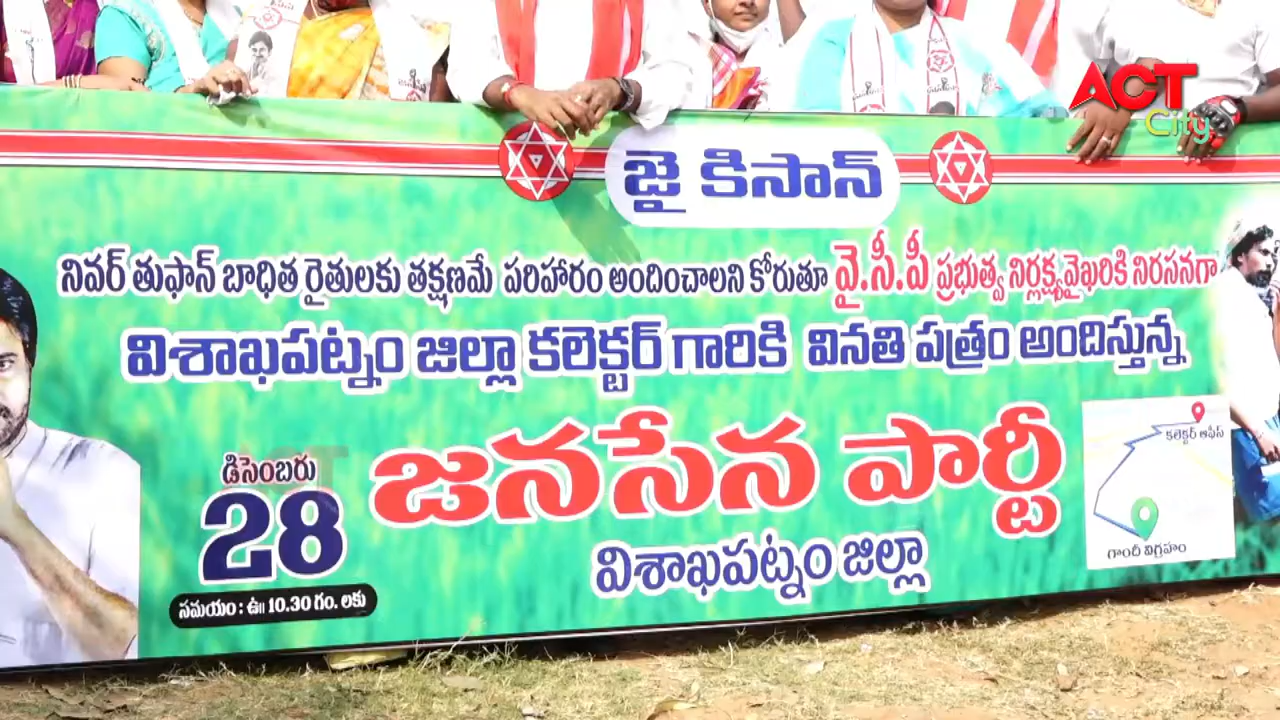 ACT
City
జై కిసాన్
నివర్ తుఫాన్ బాధిత రైతులకు తక్షణమే పరిహారం అందించాలని కోరుతూ వై.సీ.పీ ప్రభుత్వ నిర్లక్ష్యవైఖరికి నిరసనగా
విశాఖపట్నం జిల్లా కలెక్టర్ గారికి వినతి పత్రం అందిస్తున్న
జనసేన పార్టీ
విశాఖపట్నం జిల్లా
డిసెంబరు
28
సమయం : ఉ॥ 10.30 గం. లకు
కలెక్టర్ ఆఫీస్
గాంధీ విగ్రహం